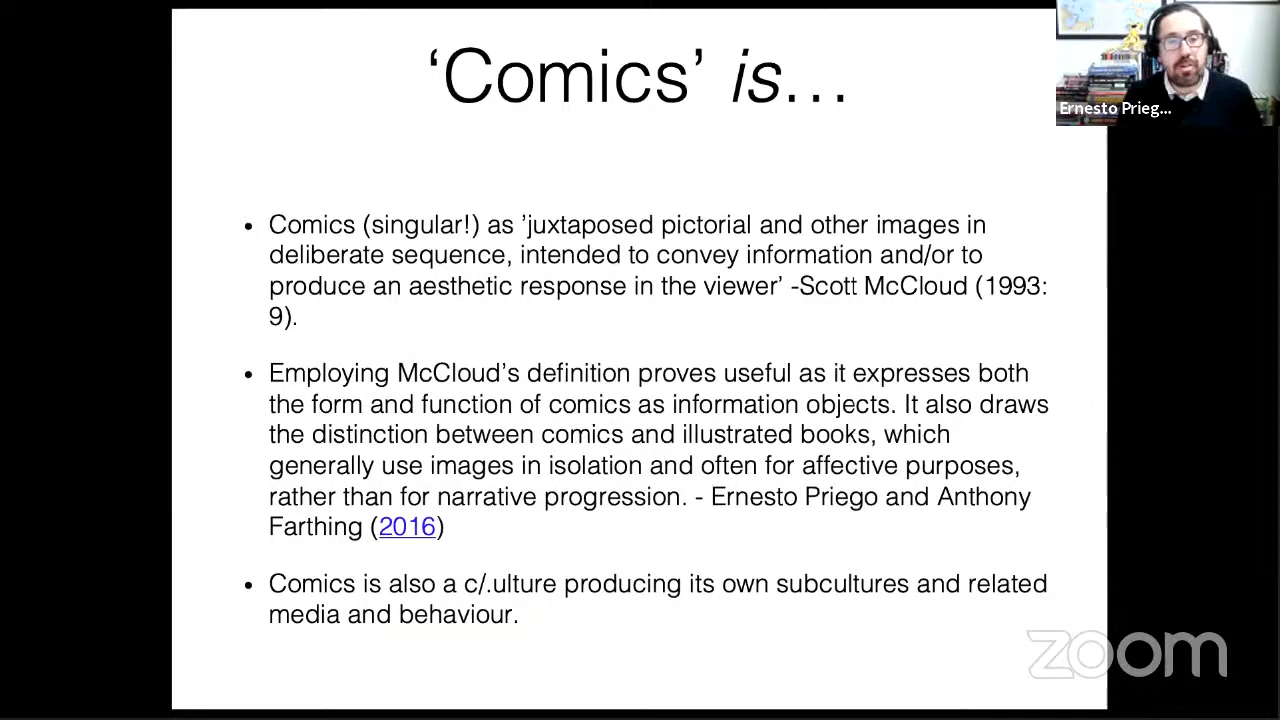 ‘Comics’ is...
Ernesto Prieg...
• Comics (singular!) as ’juxtaposed pictorial and other images in
deliberate sequence, intended to convey information and/or to
produce an aesthetic response in the viewer’ -Scott McCloud (1993:
9).
• Employing McCloud’s definition proves useful as it expresses both
the form and function of comics as information objects. It also draws
the distinction between comics and illustrated books, which
generally use images in isolation and often for affective purposes,
rather than for narrative progression. - Ernesto Priego and Anthony
Farthing (2016)
• Comics is also a c/.ulture producing its own subcultures and related
media and behaviour.
zoom